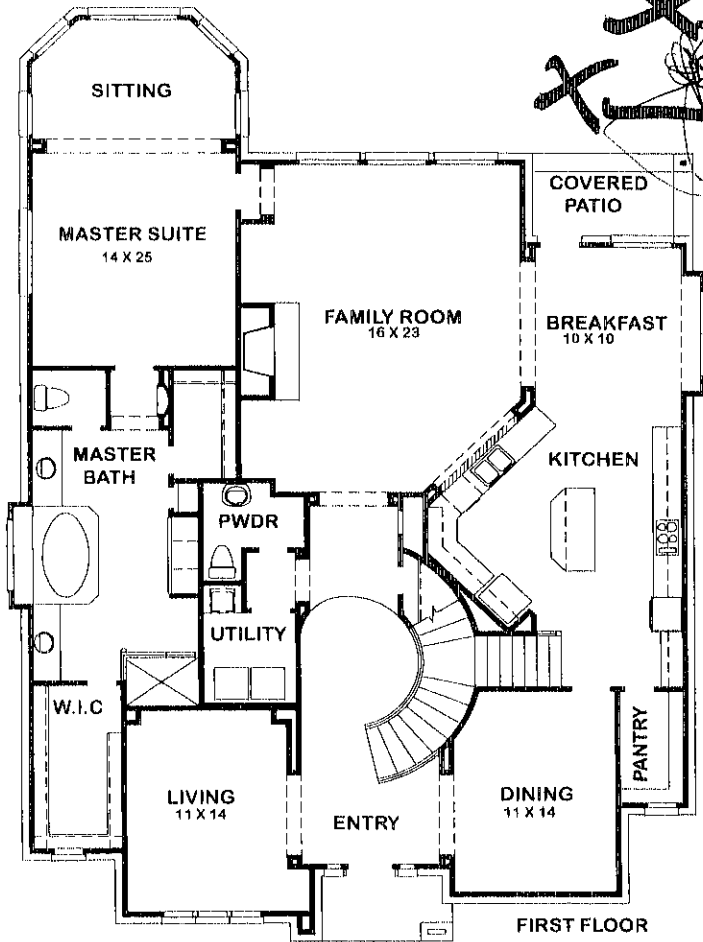 SITTING
COVERED
PATIO
MASTER SUITE
14 X 25
FAMILY ROOM
16 X 23
BREAKFAST
10 X 10
MASTER
BATH
KITCHEN
PWDR
UTILITY
W.I.C
PANTRY
LIVING
11 X 14
DINING
11 X 14
ENTRY
FIRST FLOOR